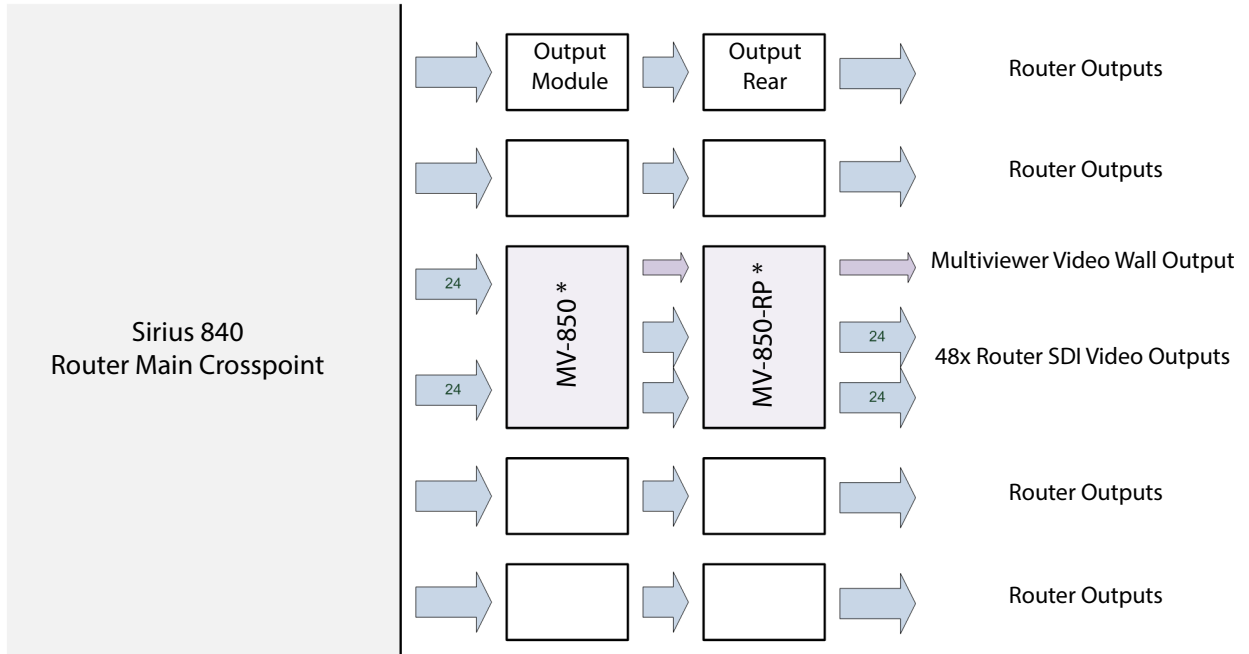 Output
Module
Output
Rear
Router Outputs
Router Outputs
Sirius 840
Router Main Crosspoint
24
24
MV-850 *
MV-850-RP *
Multiviewer Video Wall Output
24
24
48x Router SDI Video Outputs
Router Outputs
Router Outputs